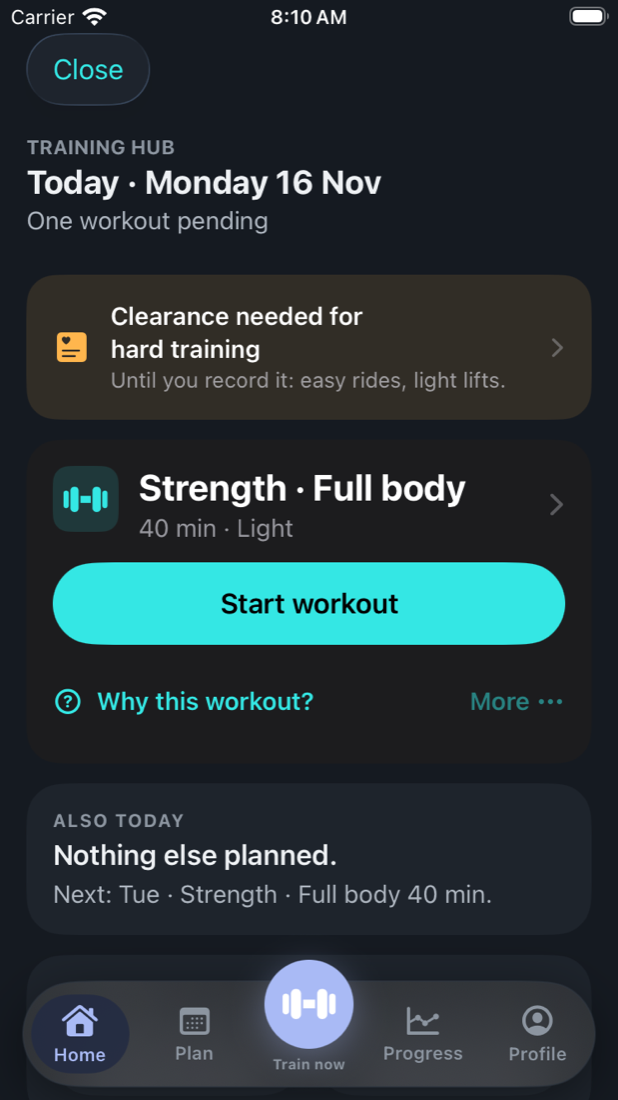 Carrier 8:10 AM
Close
TRAINING HUB
Today · Monday 16 Nov
One workout pending
Clearance needed for
hard training
Until you record it: easy rides, light lifts.
Strength · Full body
40 min · Light
Start workout
Why this workout?
More ···
ALSO TODAY
Nothing else planned.
Next: Tue · Strength · Full body 40 min.
Home
Plan
Train now
Progress
Profile